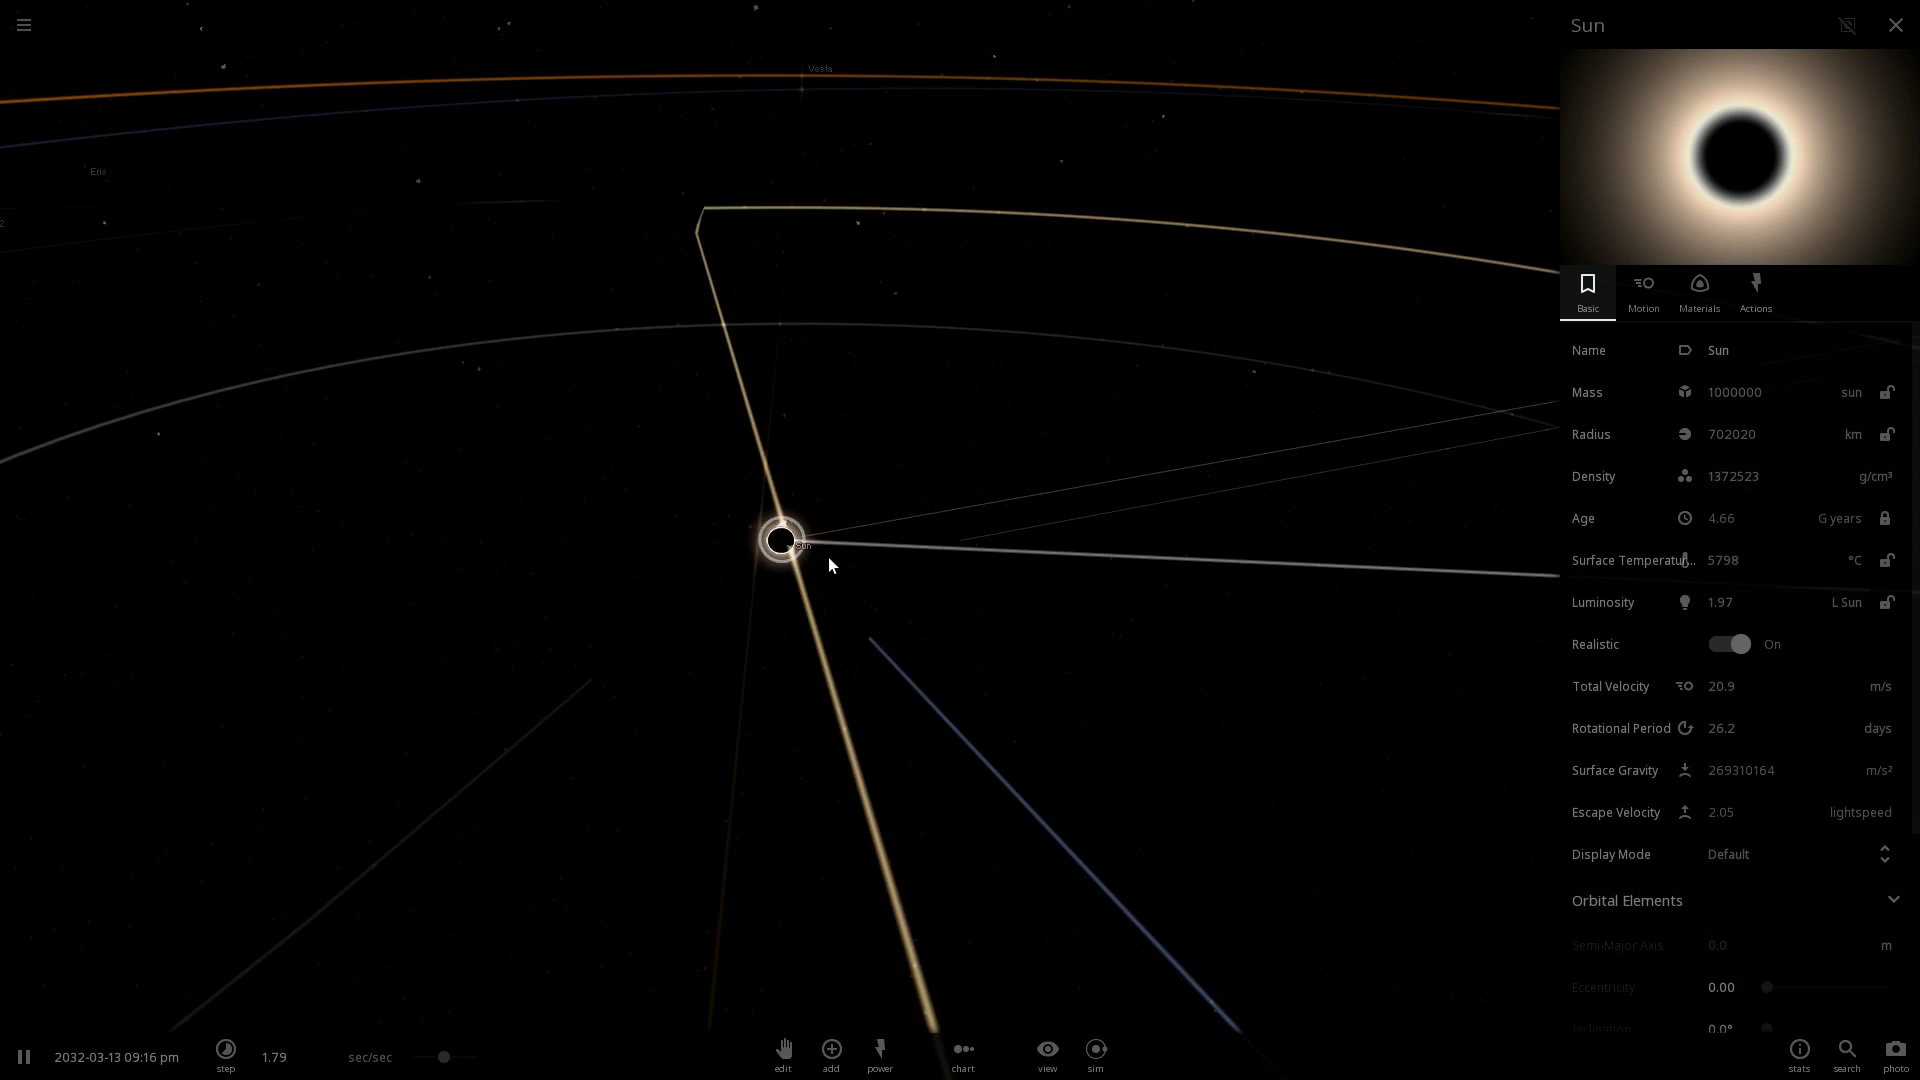 Sun
Vesta
Eris
2
Sun
Basic
Motion
Materials
Actions
Name Sun
Mass 1000000 sun
Radius 702020 km
Density 1372523 g/cm³
Age 4.66 G years
Surface Temperatur... 5798 °C
Luminosity 1.97 L Sun
Realistic On
Total Velocity 20.9 m/s
Rotational Period 26.2 days
Surface Gravity 269310164 m/s²
Escape Velocity 2.05 lightspeed
Display Mode Default
Orbital Elements
Semi-Major Axis 0.0 m
Eccentricity 0.00
Inclination 0.0°
2032-03-13 09:16 pm
step
1.79 sec/sec
edit
add
power
chart
view
sim
stats
search
photo